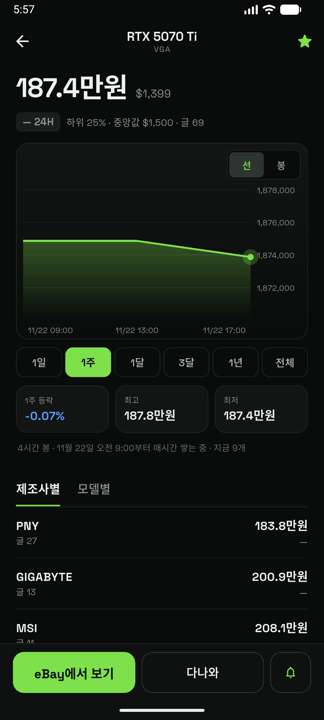 5:57
RTX 5070 Ti
VGA
187.4만원 $1,399
— 24H 하위 25% · 중앙값 $1,500 · 글 69
선 봉
1,878,000
1,876,000
1,874,000
1,872,000
11/22 09:00 11/22 13:00 11/22 17:00
1일 1주 1달 3달 1년 전체
1주 등락 최고 최저
-0.07% 187.8만원 187.4만원
4시간 봉 · 11월 22일 오전 9:00부터 매시간 쌓는 중 · 지금 9개
제조사별 모델별
PNY 183.8만원
글 27 —
GIGABYTE 200.9만원
글 13 —
MSI 208.1만원
eBay에서 보기 다나와